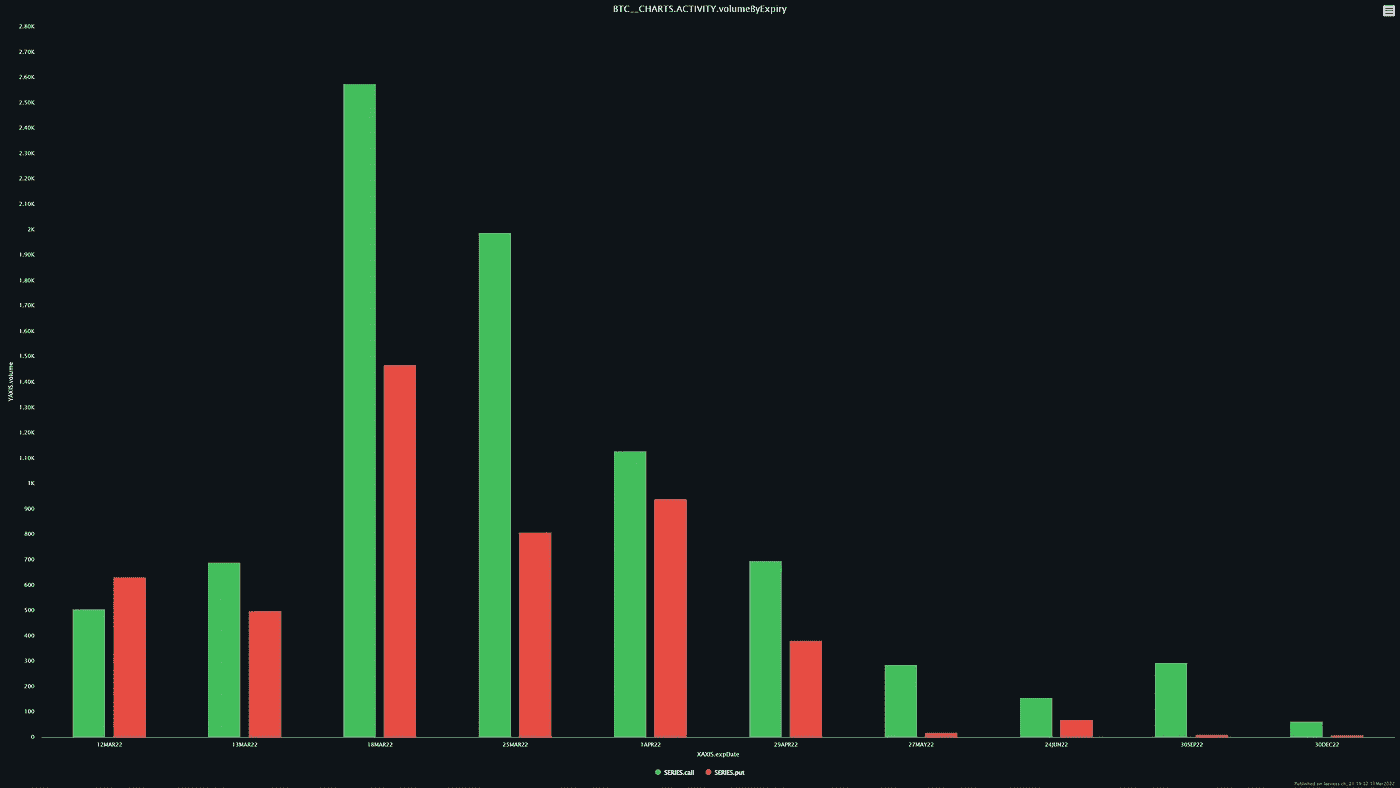 BTC__CHARTS.ACTIVITY.volumeByExpiry
2.80K
2.70K
2.60K
2.50K
2.40K
2.30K
2.20K
2.10K
2K
1.90K
1.80K
1.70K
1.60K
1.50K
1.40K
1.30K
1.20K
1.10K
1K
900
800
700
600
500
400
300
200
100
0
YAXIS.volume
12MAR22 13MAR22 18MAR22 25MAR22 1APR22 29APR22 27MAY22 24JUN22 30SEP22 30DEC22
XAXIS.expDate
SERIES.call SERIES.put
Published on